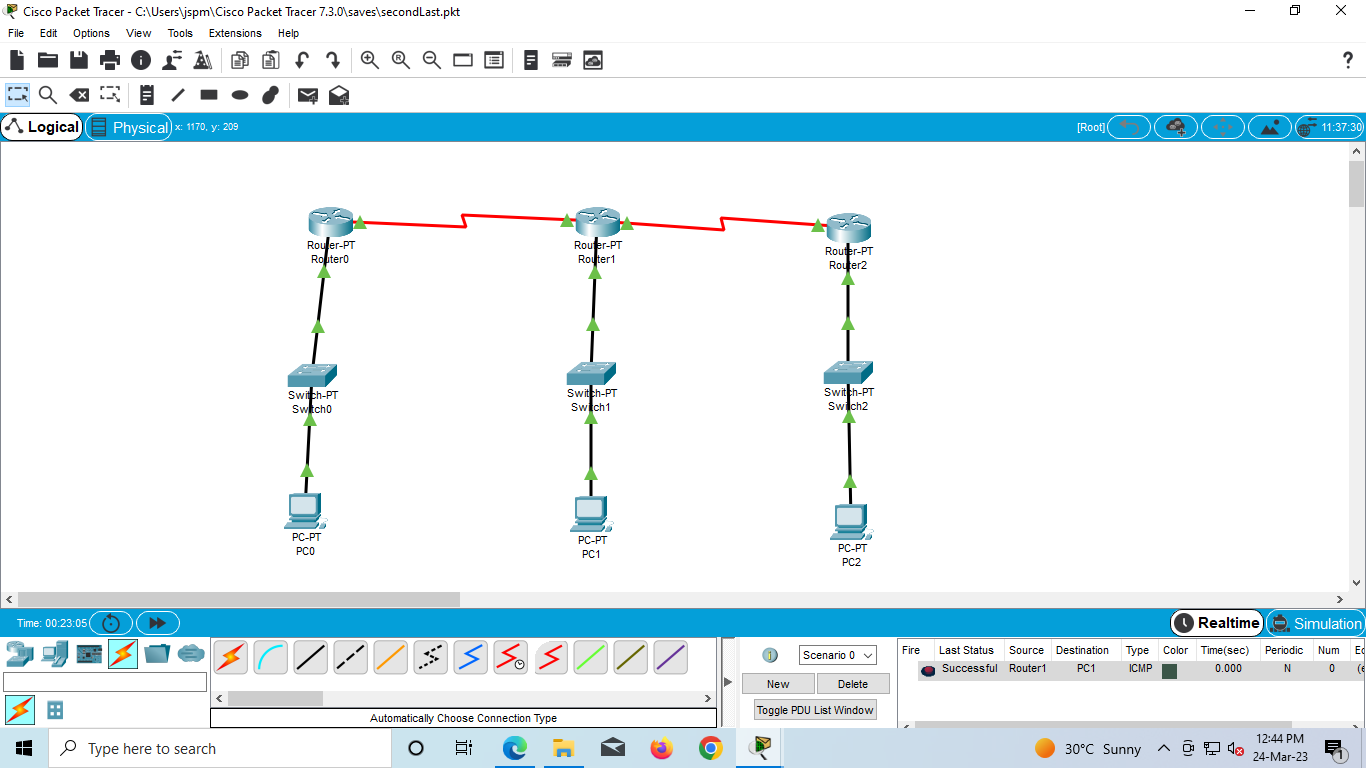 Cisco Packet Tracer - C:\Users\jspm\Cisco Packet Tracer 7.3.0\saves\secondLast.pkt
File Edit Options View Tools Extensions Help
?
Logical Physical x: 1170, y: 209 [Root] 11:37:30
Router-PT
Router0
Router-PT
Router1
Router-PT
Router2
Switch-PT
Switch0
Switch-PT
Switch1
Switch-PT
Switch2
PC-PT
PC0
PC-PT
PC1
PC-PT
PC2
Time: 00:23:05 Realtime Simulation
Scenario 0
New Delete
Toggle PDU List Window
Fire Last Status Source Destination Type Color Time(sec) Periodic Num Ec
Successful Router1 PC1 ICMP 0.000 N 0 (e
Automatically Choose Connection Type
Type here to search
30°C Sunny
12:44 PM
24-Mar-23
1